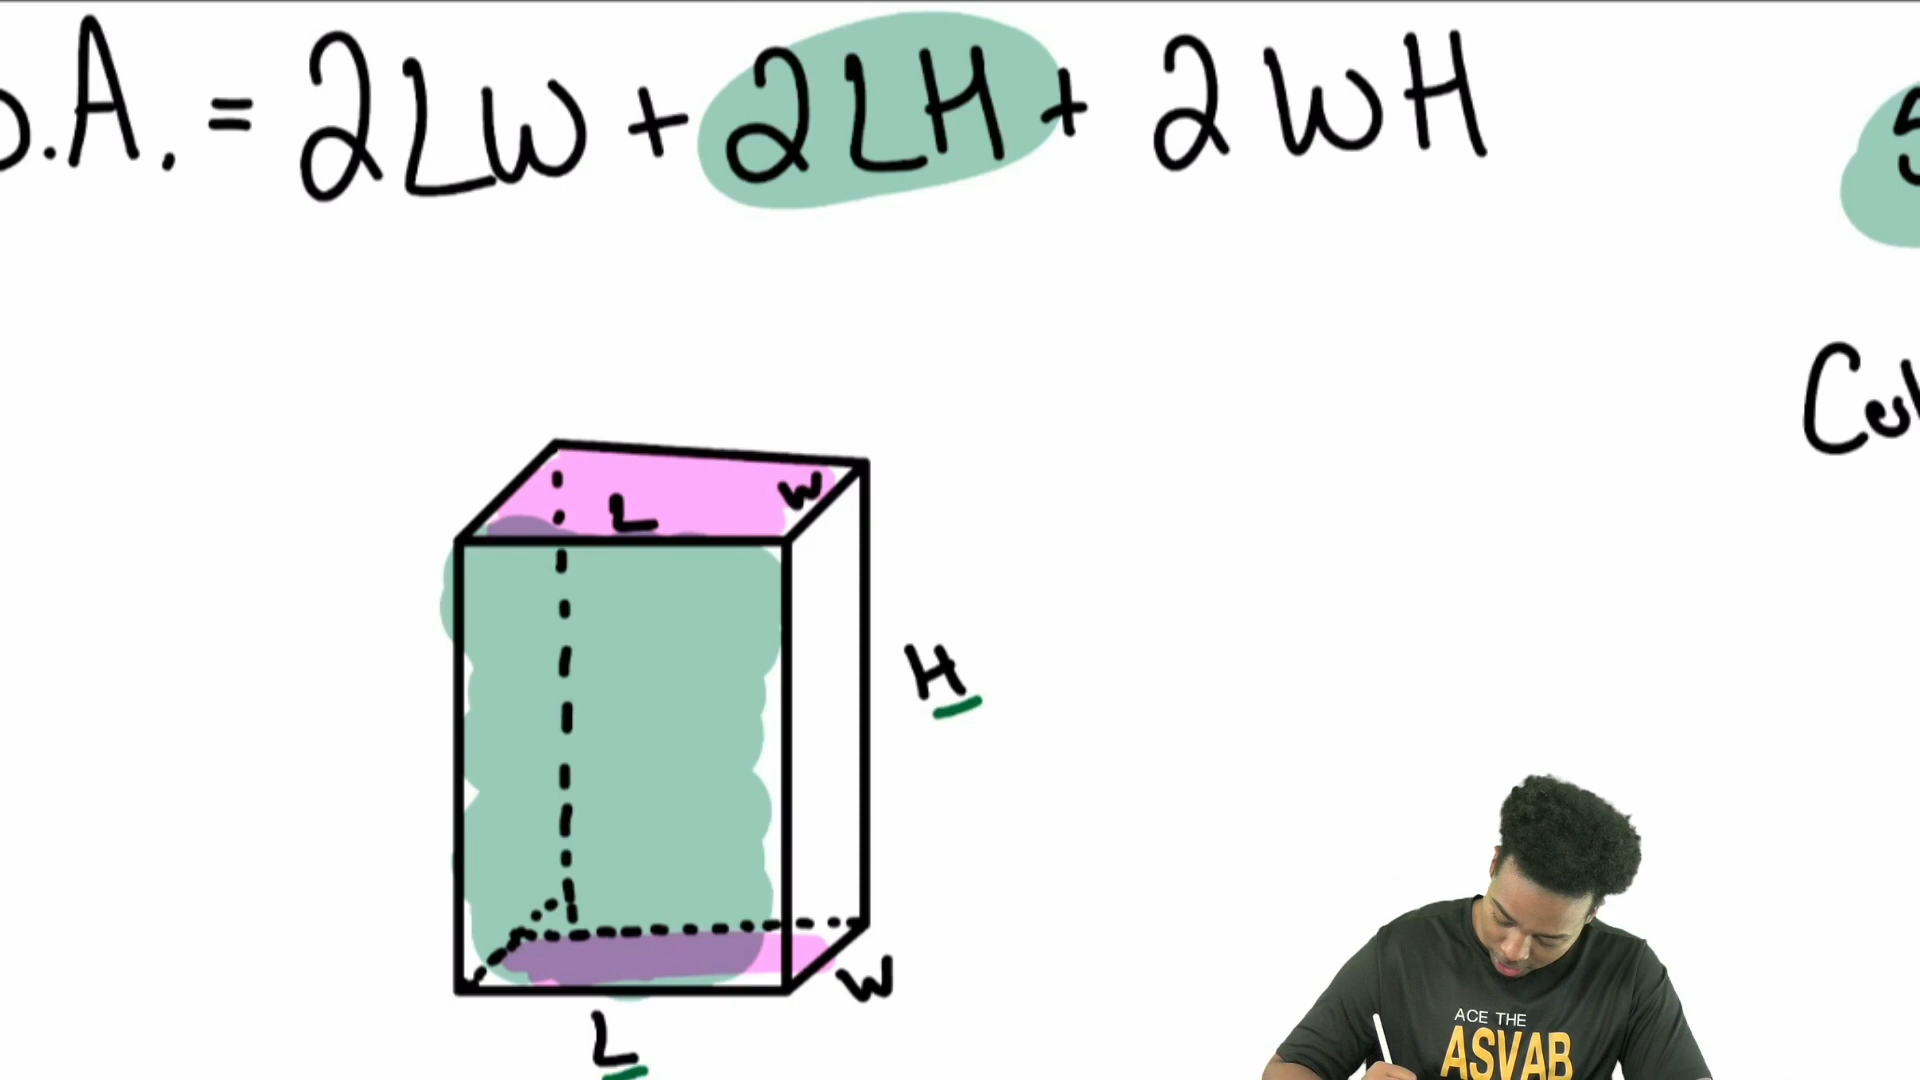 .A. = 2LW + 2LH + 2WH
L W
H
W
L
ACE THE
ASVAB